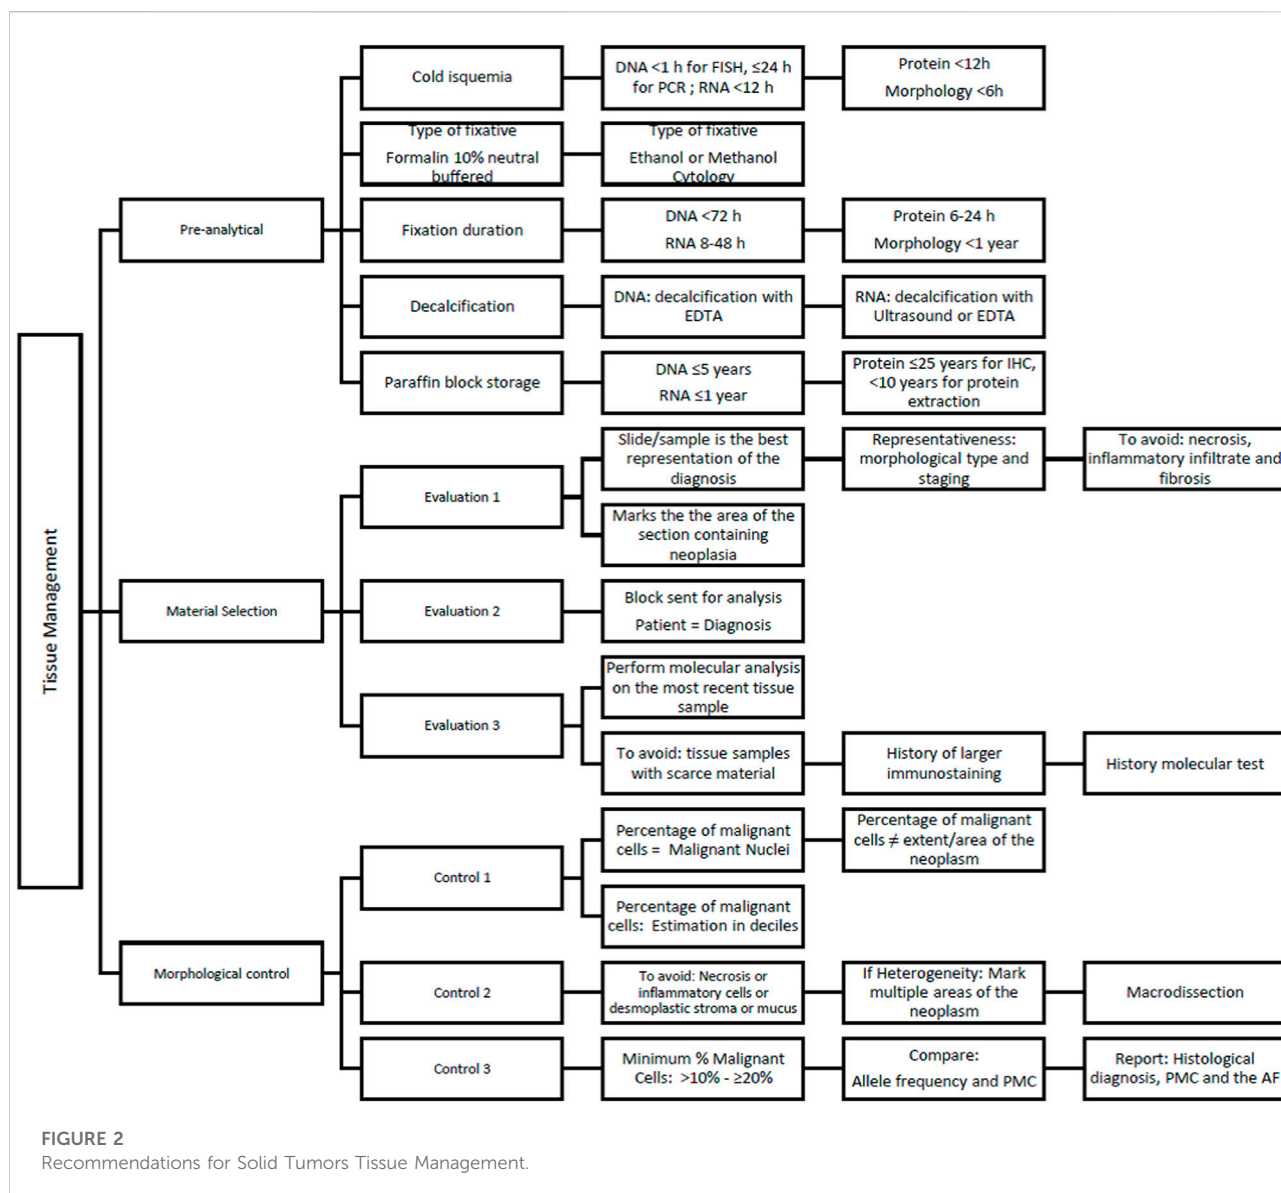 Tissue Management
Pre-analytical
Cold isquemia
DNA <1 h for FISH, ≤24 h
for PCR ; RNA <12 h
Protein <12h
Morphology <6h
Type of fixative
Formalin 10% neutral
buffered
Type of fixative
Ethanol or Methanol
Cytology
Fixation duration
DNA <72 h
RNA 8-48 h
Protein 6-24 h
Morphology <1 year
Decalcification
DNA: decalcification with
EDTA
RNA: decalcification with
Ultrasound or EDTA
Paraffin block storage
DNA ≤5 years
RNA ≤1 year
Protein ≤25 years for IHC,
<10 years for protein
extraction
Material Selection
Evaluation 1
Slide/sample is the best
representation of the
diagnosis
Representativeness:
morphological type and
staging
To avoid: necrosis,
inflammatory infiltrate and
fibrosis
Marks the the area of the
section containing
neoplasia
Evaluation 2
Block sent for analysis
Patient = Diagnosis
Evaluation 3
Perform molecular analysis
on the most recent tissue
sample
To avoid: tissue samples
with scarce material
History of larger
immunostaining
History molecular test
Morphological control
Control 1
Percentage of malignant
cells = Malignant Nuclei
Percentage of malignant
cells ≠ extent/area of the
neoplasm
Percentage of malignant
cells: Estimation in deciles
Control 2
To avoid: Necrosis or
inflammatory cells or
desmoplastic stroma or mucus
If Heterogeneity: Mark
multiple areas of the
neoplasm
Macrodissection
Control 3
Minimum % Malignant
Cells: >10% - ≥20%
Compare:
Allele frequency and PMC
Report: Histological
diagnosis, PMC and the AF
FIGURE 2
Recommendations for Solid Tumors Tissue Management.